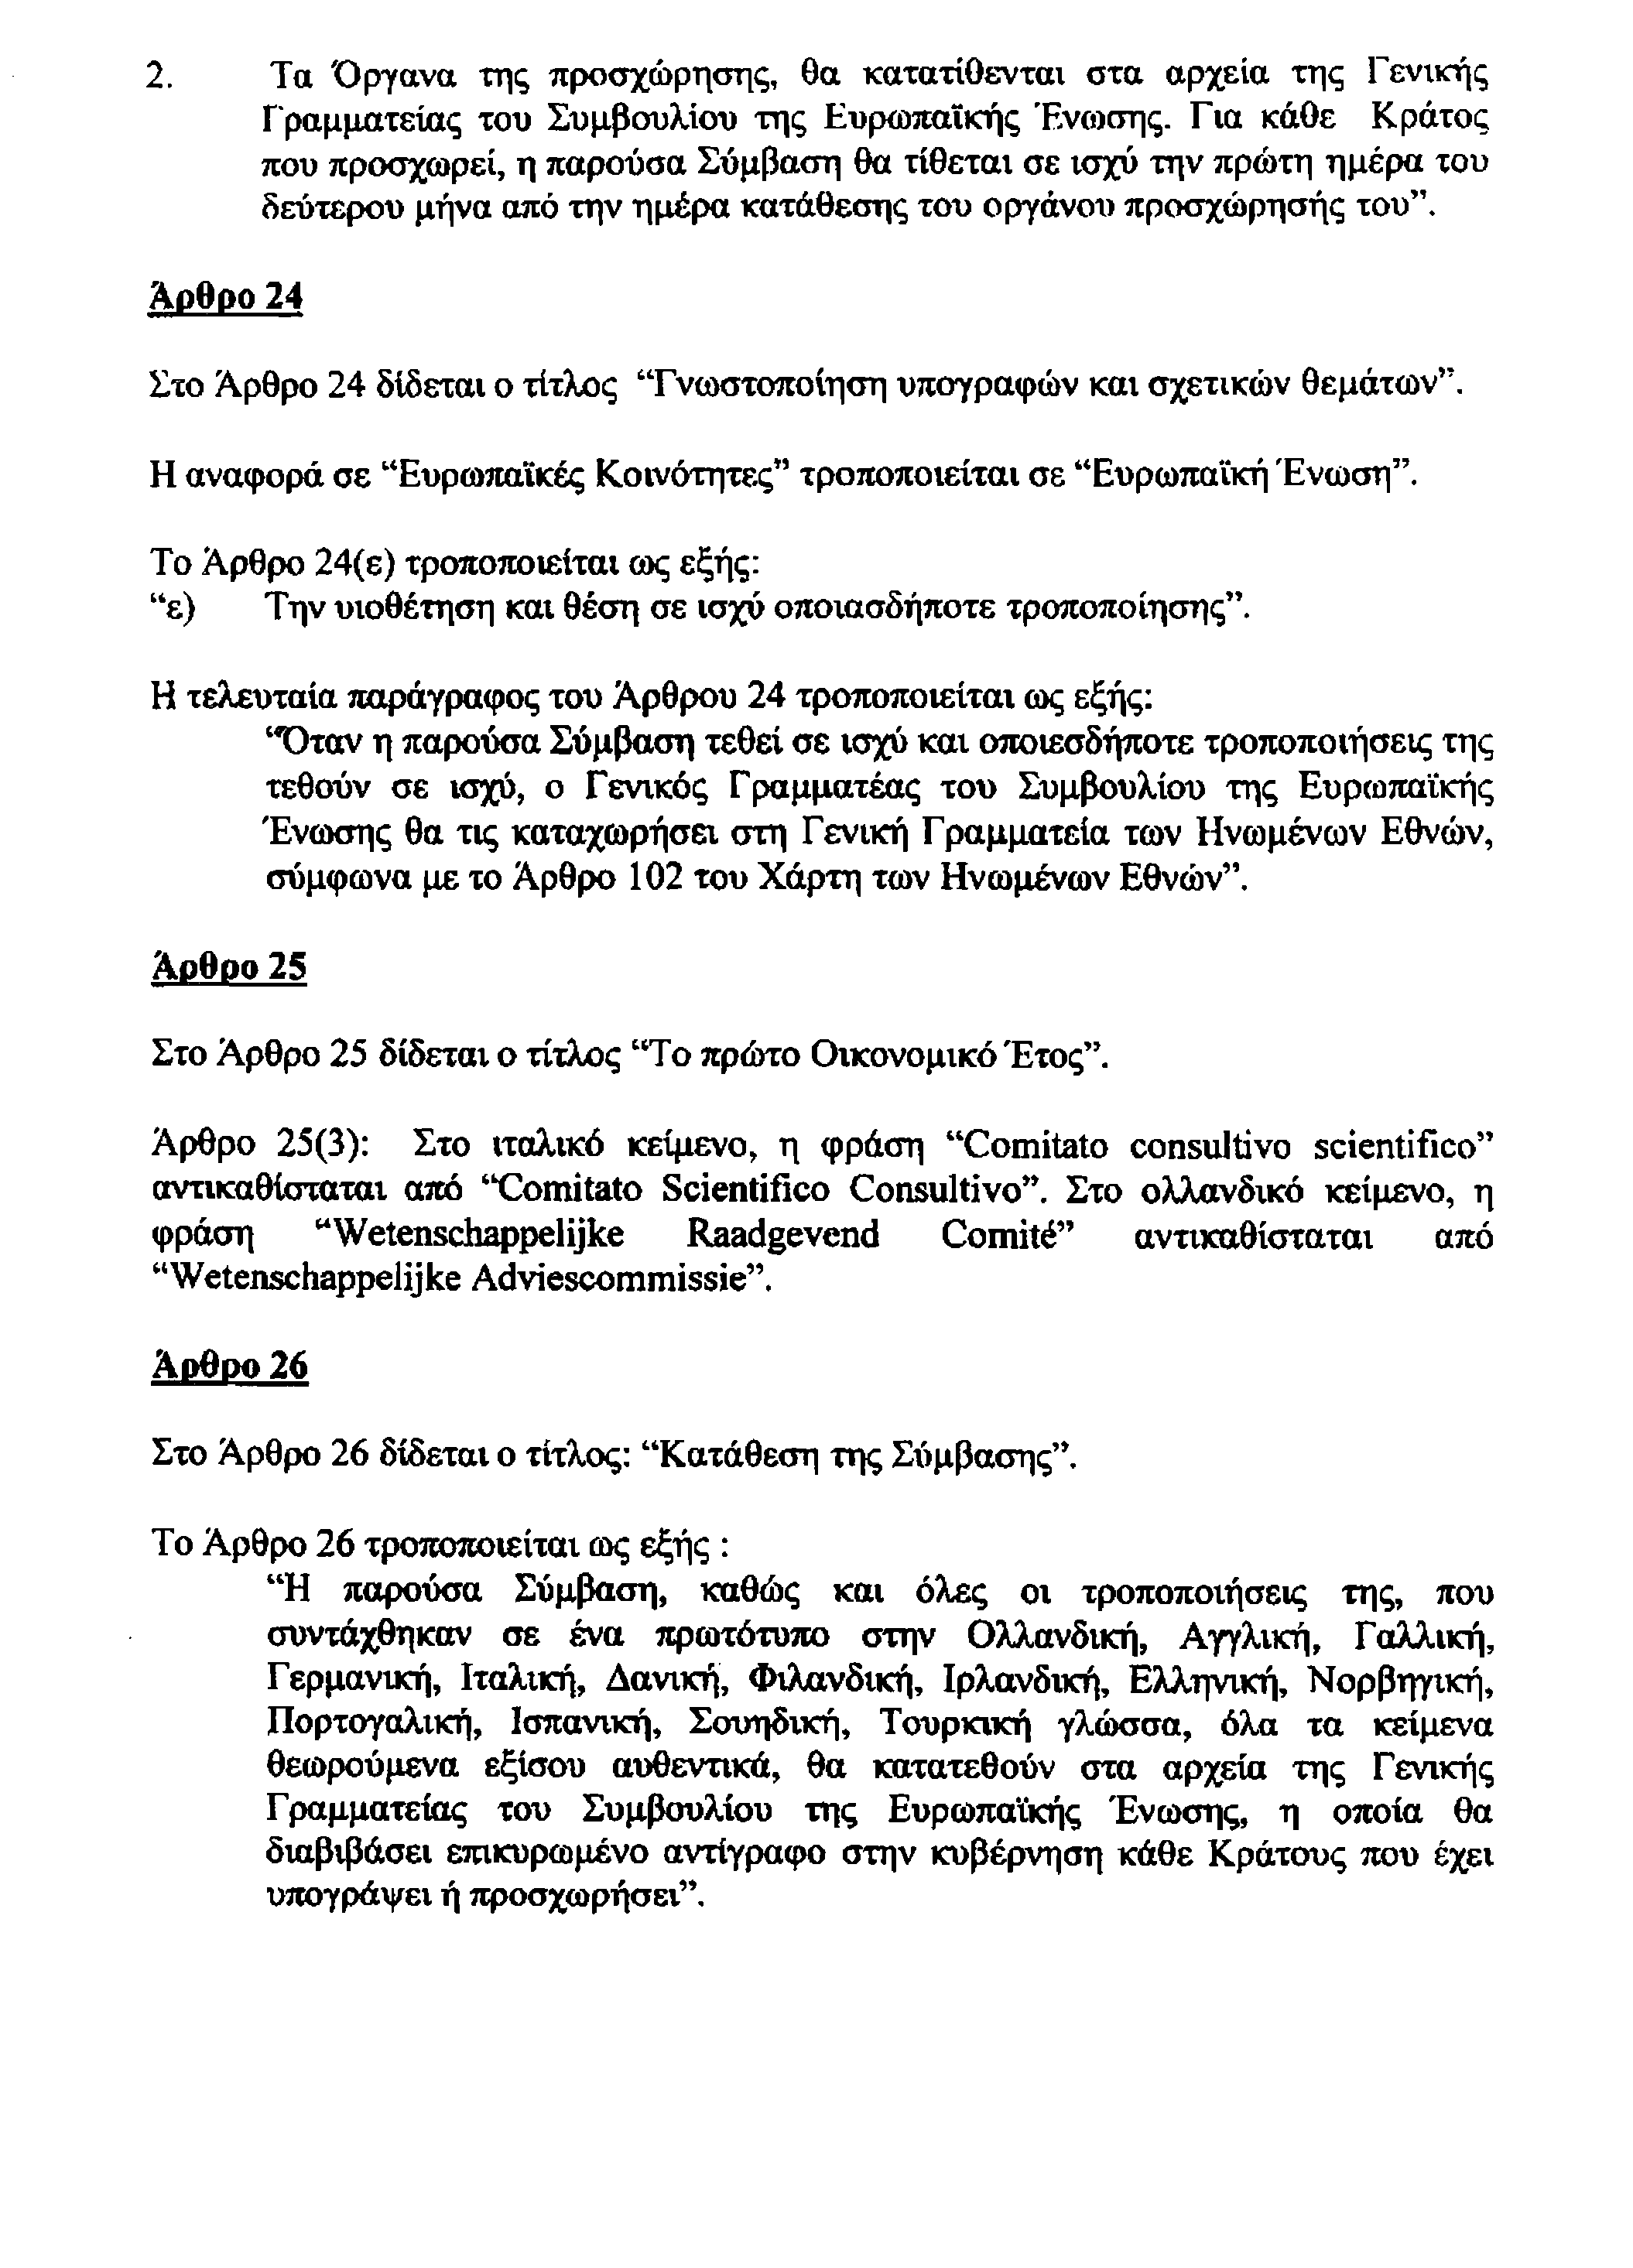 2. Τα Όργανα της προσχώρησης, θα κατατίθενται στα αρχεία της Γενικής
Γραμματείας του Συμβουλίου της Ευρωπαϊκής Ένωσης. Για κάθε Κράτος
που προσχωρεί, η παρούσα Σύμβαση θα τίθεται σε ισχύ την πρώτη ημέρα του
δεύτερου μήνα από την ημέρα κατάθεσης του οργάνου προσχώρησής του”.
Άρθρο 24
Στο Άρθρο 24 δίδεται ο τίτλος “Γνωστοποίηση υπογραφών και σχετικών θεμάτων”.
Η αναφορά σε “Ευρωπαϊκές Κοινότητες” τροποποιείται σε “Ευρωπαϊκή Ένωση”.
Το Άρθρο 24(ε) τροποποιείται ως εξής:
“ε) Την υιοθέτηση και θέση σε ισχύ οποιασδήποτε τροποποίησης”.
Η τελευταία παράγραφος του Άρθρου 24 τροποποιείται ως εξής:
“Όταν η παρούσα Σύμβαση τεθεί σε ισχύ και οποιεσδήποτε τροποποιήσεις της
τεθούν σε ισχύ, ο Γενικός Γραμματέας του Συμβουλίου της Ευρωπαϊκής
Ένωσης θα τις καταχωρήσει στη Γενική Γραμματεία των Ηνωμένων Εθνών,
σύμφωνα με το Άρθρο 102 του Χάρτη των Ηνωμένων Εθνών”.
Άρθρο 25
Στο Άρθρο 25 δίδεται ο τίτλος “Το πρώτο Οικονομικό Έτος”.
Άρθρο 25(3): Στο ιταλικό κείμενο, η φράση “Comitato consultivo scientifico”
αντικαθίσταται από “Comitato Scientifico Consultivo”. Στο ολλανδικό κείμενο, η
φράση “Wetenschappelijke Raadgevend Comité” αντικαθίσταται από
“Wetenschappelijke Adviescommissie”.
Άρθρο 26
Στο Άρθρο 26 δίδεται ο τίτλος: “Κατάθεση της Σύμβασης”.
Το Άρθρο 26 τροποποιείται ως εξής :
“Η παρούσα Σύμβαση, καθώς και όλες οι τροποποιήσεις της, που
συντάχθηκαν σε ένα πρωτότυπο στην Ολλανδική, Αγγλική, Γαλλική,
Γερμανική, Ιταλική, Δανική, Φιλανδική, Ιρλανδική, Ελληνική, Νορβηγική,
Πορτογαλική, Ισπανική, Σουηδική, Τουρκική γλώσσα, όλα τα κείμενα
θεωρούμενα εξίσου αυθεντικά, θα κατατεθούν στα αρχεία της Γενικής
Γραμματείας του Συμβουλίου της Ευρωπαϊκής Ένωσης, η οποία θα
διαβιβάσει επικυρωμένο αντίγραφο στην κυβέρνηση κάθε Κράτους που έχει
υπογράψει ή προσχωρήσει”.